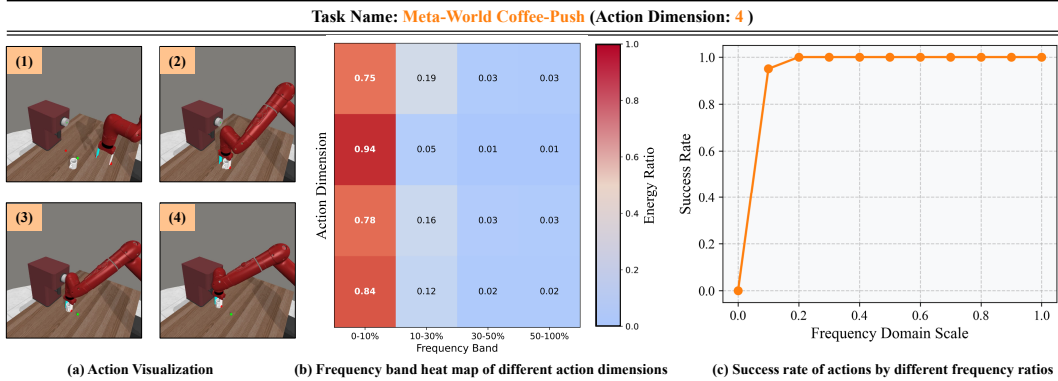 Task Name: Meta-World Coffee-Push (Action Dimension: 4 )
(1)
(2)
(3)
(4)
(a) Action Visualization
Action Dimension
0.75 0.19 0.03 0.03
0.94 0.05 0.01 0.01
0.78 0.16 0.03 0.03
0.84 0.12 0.02 0.02
0-10% 10-30% 30-50% 50-100%
Frequency Band
1.0
0.8
0.6
0.4
0.2
0.0
Energy Ratio
(b) Frequency band heat map of different action dimensions
Success Rate
1.0
0.8
0.6
0.4
0.2
0.0
0.0 0.2 0.4 0.6 0.8 1.0
Frequency Domain Scale
(c) Success rate of actions by different frequency ratios